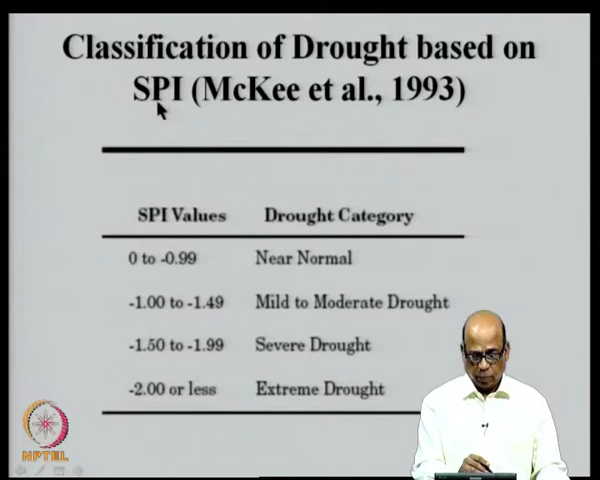 Classification of Drought based on
SPI (McKee et al., 1993)
SPI Values Drought Category
0 to -0.99 Near Normal
-1.00 to -1.49 Mild to Moderate Drought
-1.50 to -1.99 Severe Drought
-2.00 or less Extreme Drought
NPTEL